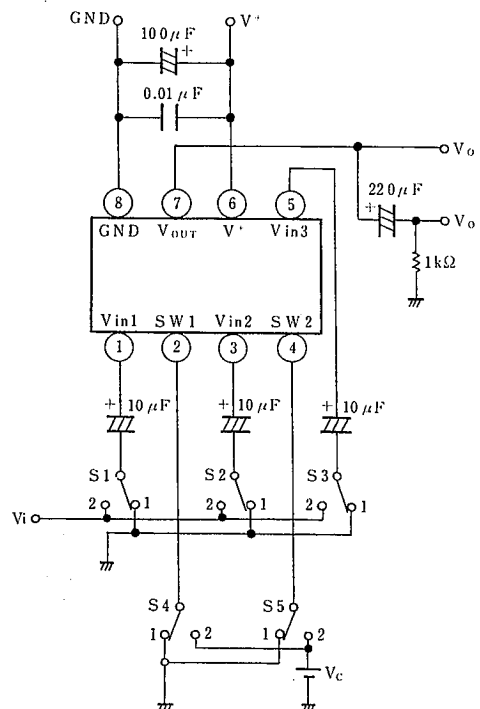 GND V+
100μF
+
0.01μF
Vo
220μF
+
Vo
1kΩ
8 7 6 5
GND VOUT V+ Vin3
Vin1 SW1 Vin2 SW2
1 2 3 4
+ 10μF + 10μF + 10μF
S1 S2 S3
2 1 2 1 2 1
Vi
S4 S5
1 2 1 2
Vc